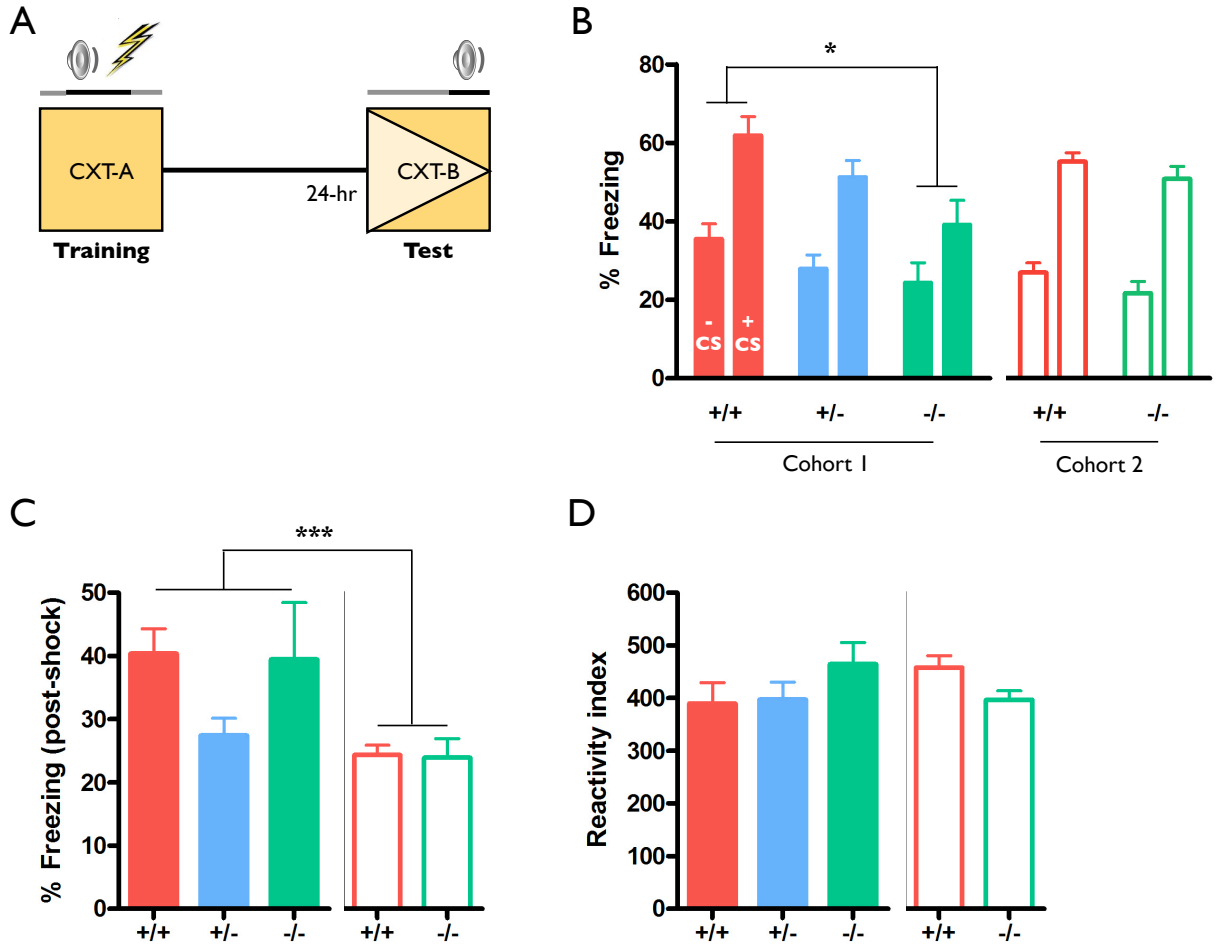 A
CXT-A
24-hr
CXT-B
Training
Test
B
*
% Freezing
80
60
40
20
0
- CS
+ CS
+/+
+/-
-/-
+/+
-/-
Cohort 1
Cohort 2
C
***
% Freezing (post-shock)
50
40
30
20
10
0
+/+
+/-
-/-
+/+
-/-
D
Reactivity index
600
500
400
300
200
100
0
+/+
+/-
-/-
+/+
-/-